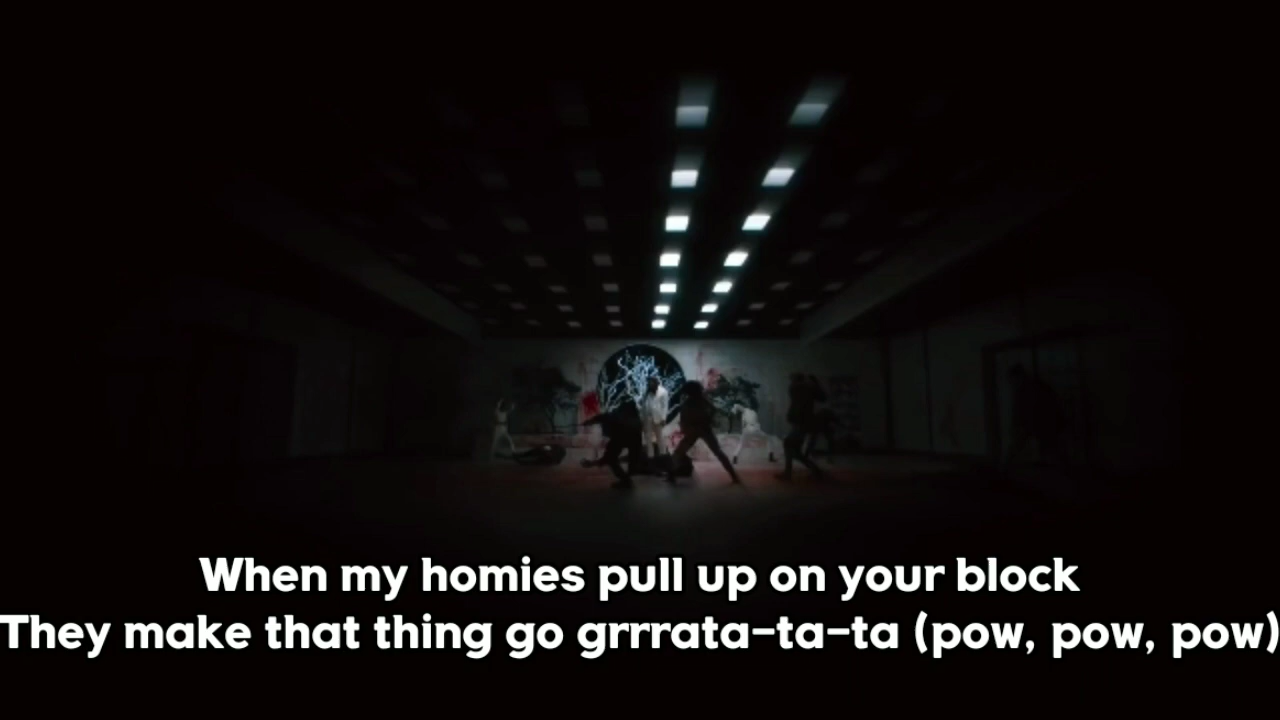 When my homies pull up on your block
They make that thing go grrrata-ta-ta (pow, pow, pow)